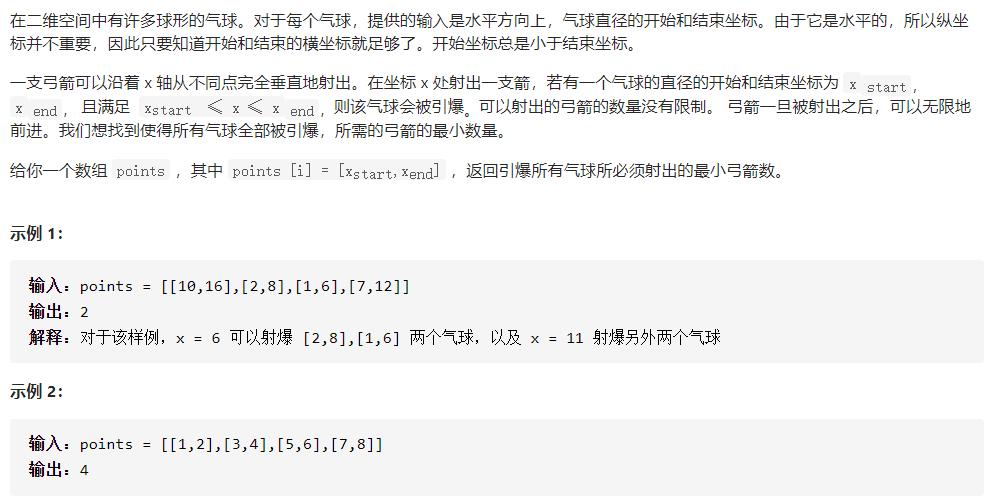 在二维空间中有许多球形的气球。对于每个气球，提供的输入是水平方向上，气球直径的开始和结束坐标。由于它是水平的，所以纵坐
标并不重要，因此只要知道开始和结束的横坐标就足够了。开始坐标总是小于结束坐标。
一支弓箭可以沿着 x 轴从不同点完全垂直地射出。在坐标 x 处射出一支箭，若有一个气球的直径的开始和结束坐标为 x start，
x end， 且满足  xstart ≤ x ≤ x end，则该气球会被引爆。可以射出的弓箭的数量没有限制。 弓箭一旦被射出之后，可以无限地
前进。我们想找到使得所有气球全部被引爆，所需的弓箭的最小数量。
给你一个数组 points ，其中 points [i] = [xstart,xend] ，返回引爆所有气球所必须射出的最小弓箭数。
示例 1：
输入：points = [[10,16],[2,8],[1,6],[7,12]]
输出：2
解释：对于该样例，x = 6 可以射爆 [2,8],[1,6] 两个气球，以及 x = 11 射爆另外两个气球
示例 2：
输入：points = [[1,2],[3,4],[5,6],[7,8]]
输出：4